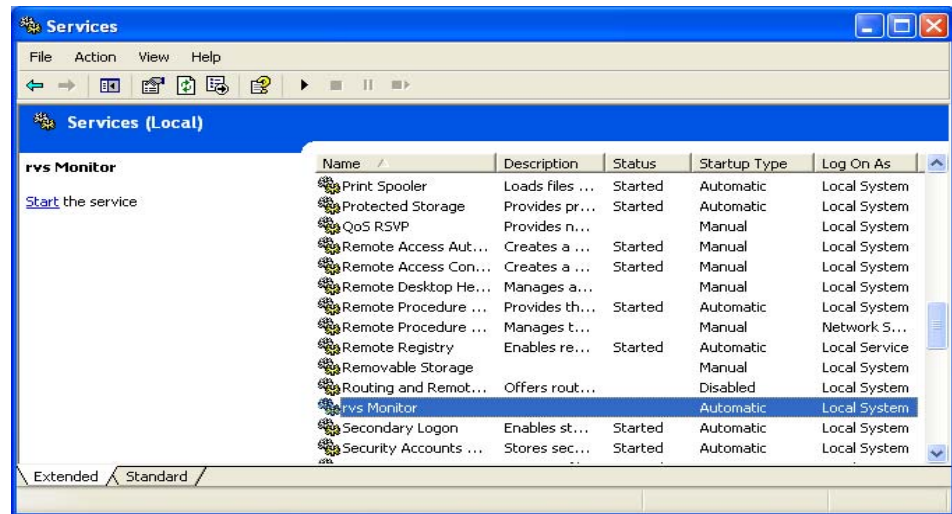 Services
File Action View Help
Services (Local)
rvs Monitor
Start the service
Name Description Status Startup Type Log On As
Print Spooler Loads files ... Started Automatic Local System
Protected Storage Provides pr... Started Automatic Local System
QoS RSVP Provides n... Manual Local System
Remote Access Aut... Creates a ... Started Manual Local System
Remote Access Con... Creates a ... Started Manual Local System
Remote Desktop He... Manages a... Manual Local System
Remote Procedure ... Provides th... Started Automatic Local System
Remote Procedure ... Manages t... Manual Network S...
Remote Registry Enables re... Started Automatic Local Service
Removable Storage Manual Local System
Routing and Remot... Offers rout... Disabled Local System
rvs Monitor Automatic Local System
Secondary Logon Enables st... Started Automatic Local System
Security Accounts ... Stores sec... Started Automatic Local System
Extended Standard